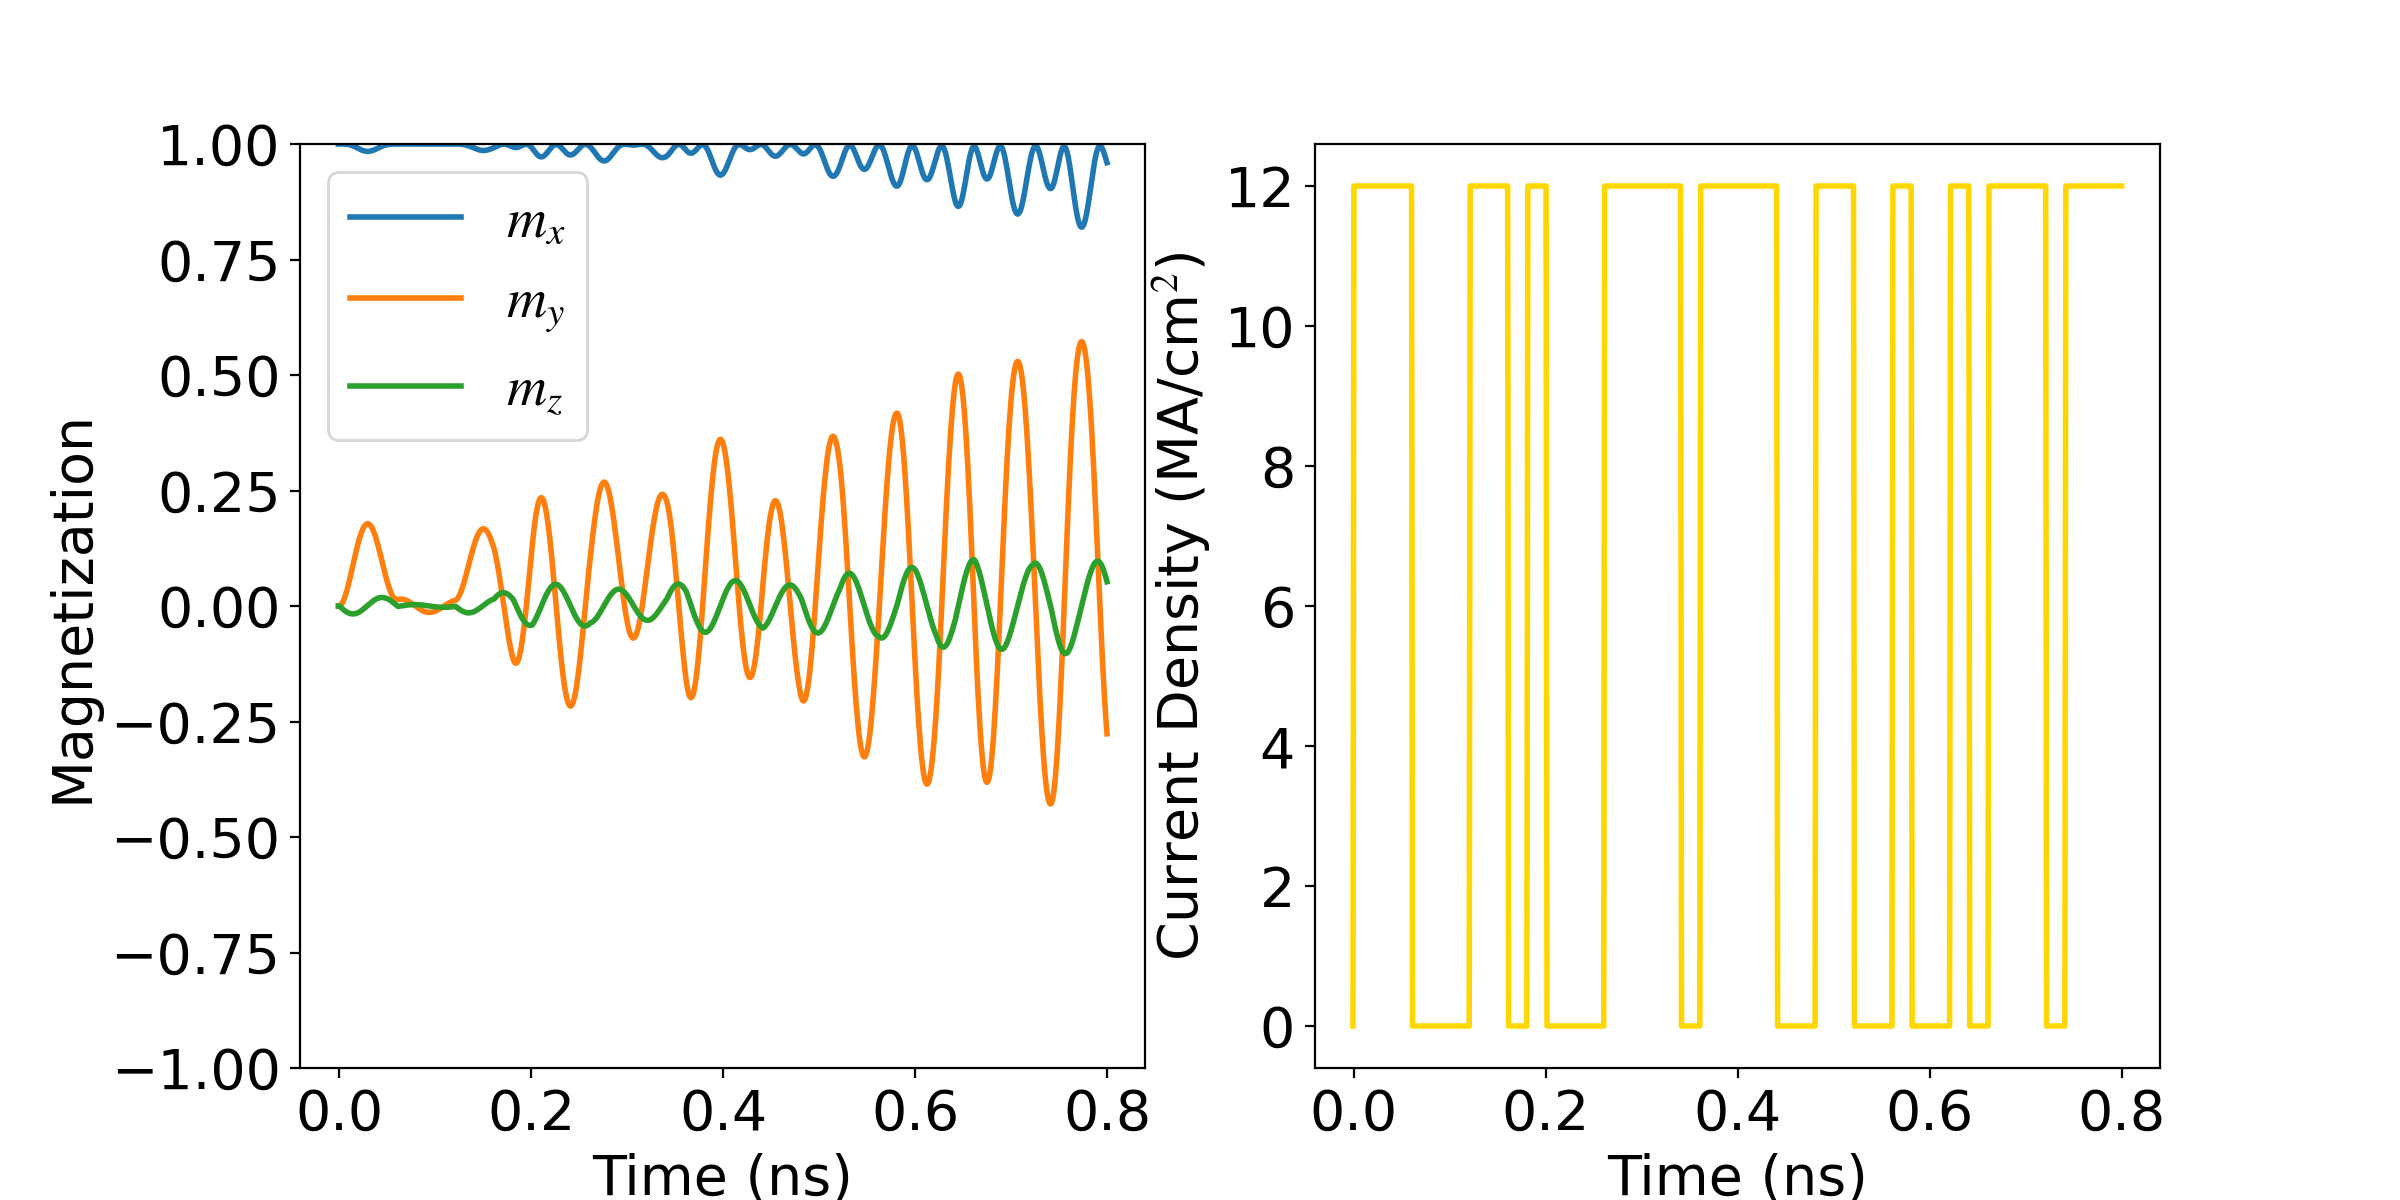 1.00
0.75
0.50
0.25
0.00
−0.25
−0.50
−0.75
−1.00
Magnetization
m_x
m_y
m_z
0.0 0.2 0.4 0.6 0.8
Time (ns)
12
10
8
6
4
2
0
Current Density (MA/cm²)
0.0 0.2 0.4 0.6 0.8
Time (ns)